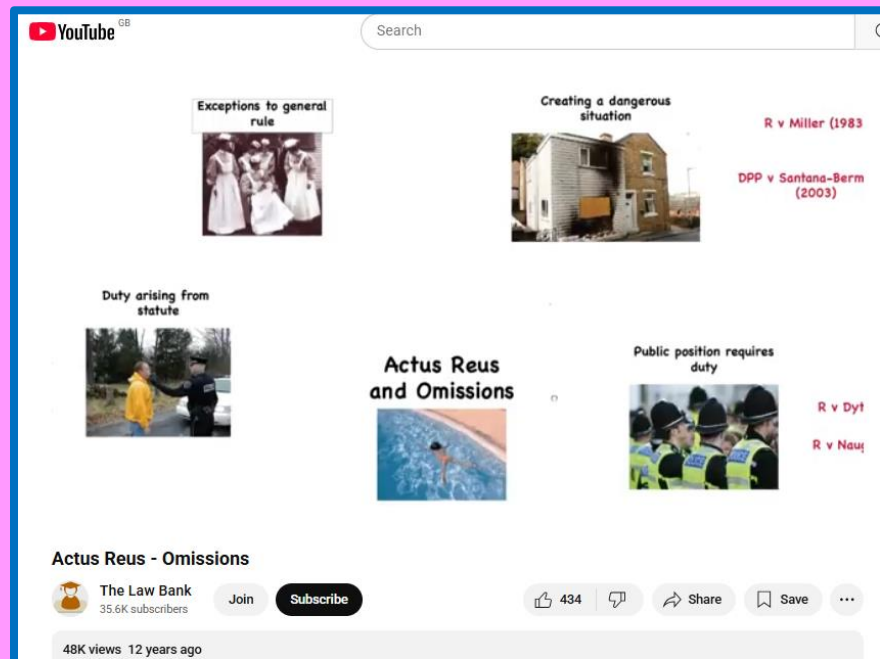 YouTube GB
Search
Exceptions to general
rule
Creating a dangerous
situation
R v Miller (1983
DPP v Santana-Berm
(2003)
Duty arising from
statute
Actus Reus
and Omissions
Public position requires
duty
R v Dyt
R v Naug
Actus Reus - Omissions
The Law Bank
35.6K subscribers
Join
Subscribe
434
Share
Save
48K views 12 years ago